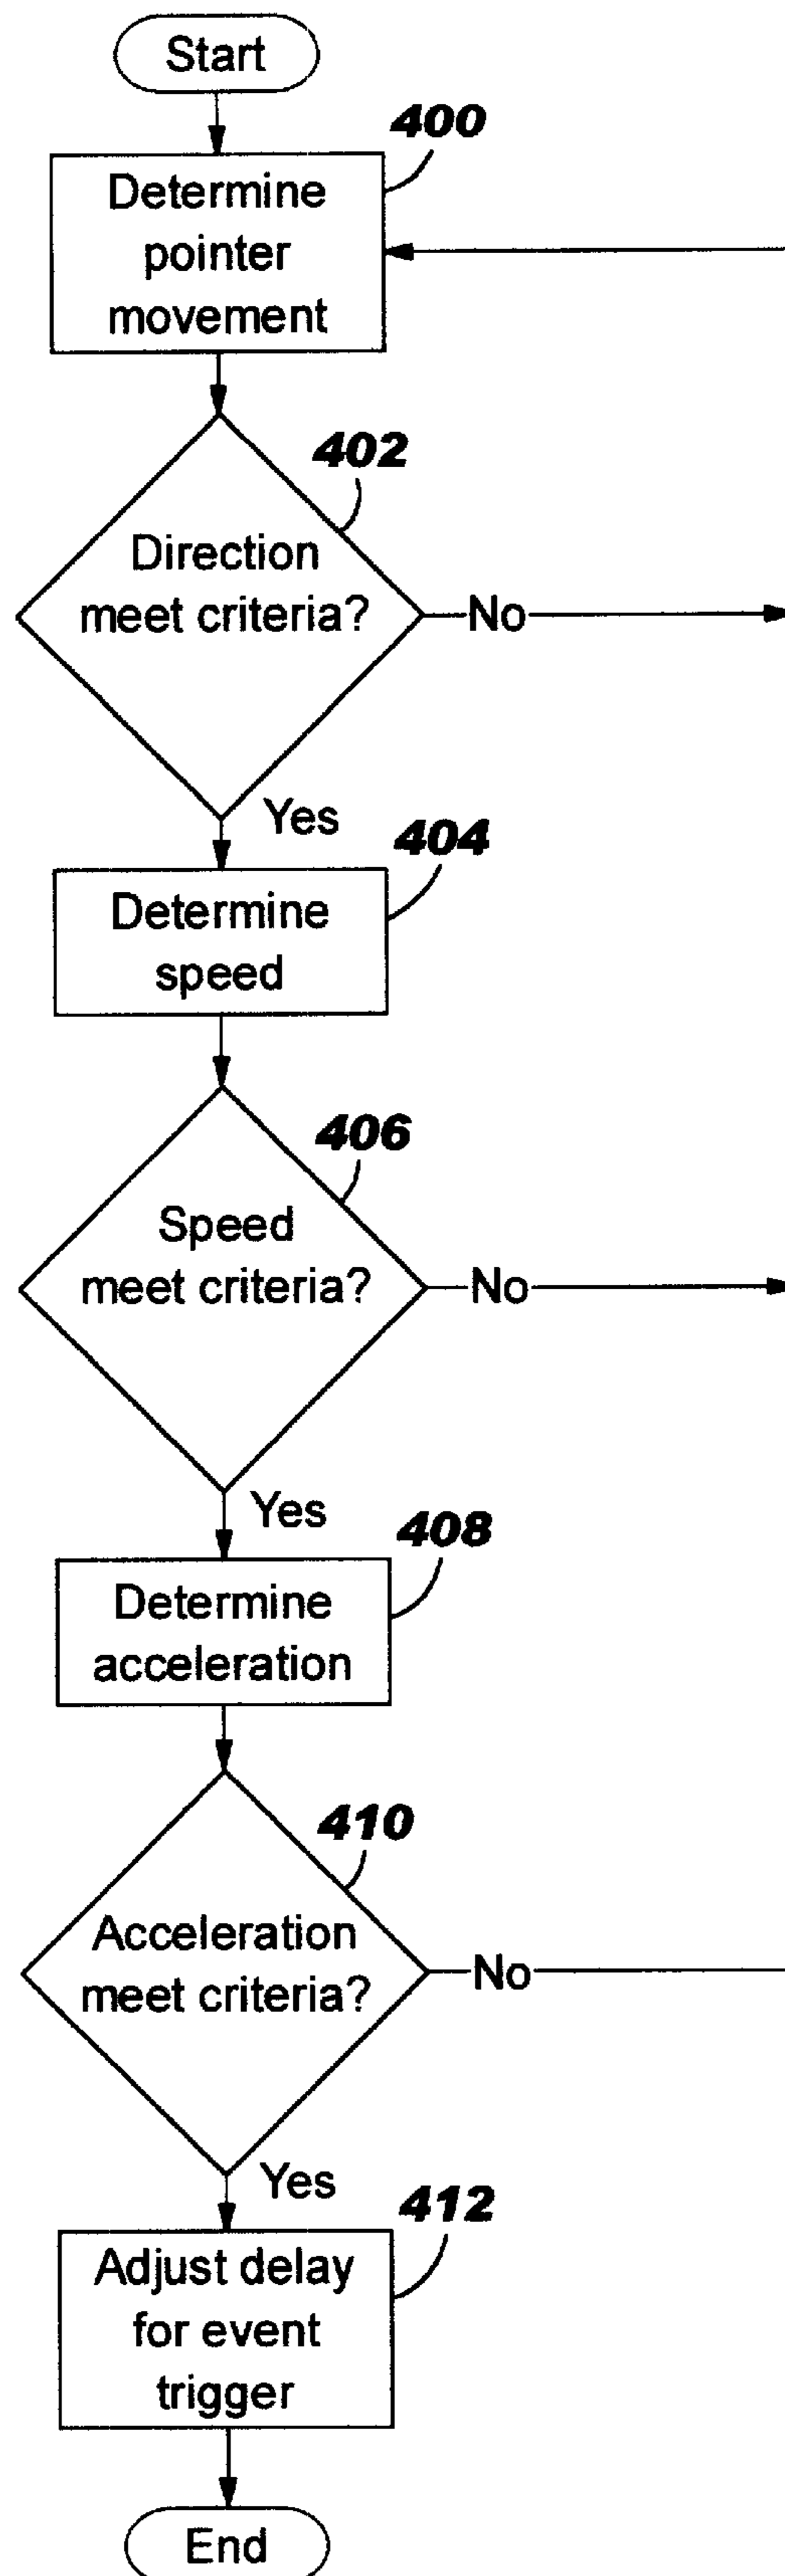 Start
400
Determine
pointer
movement
402
Direction
meet criteria?
No
Yes
404
Determine
speed
406
Speed
meet criteria?
No
Yes
408
Determine
acceleration
410
Acceleration
meet criteria?
No
Yes
412
Adjust delay
for event
trigger
End